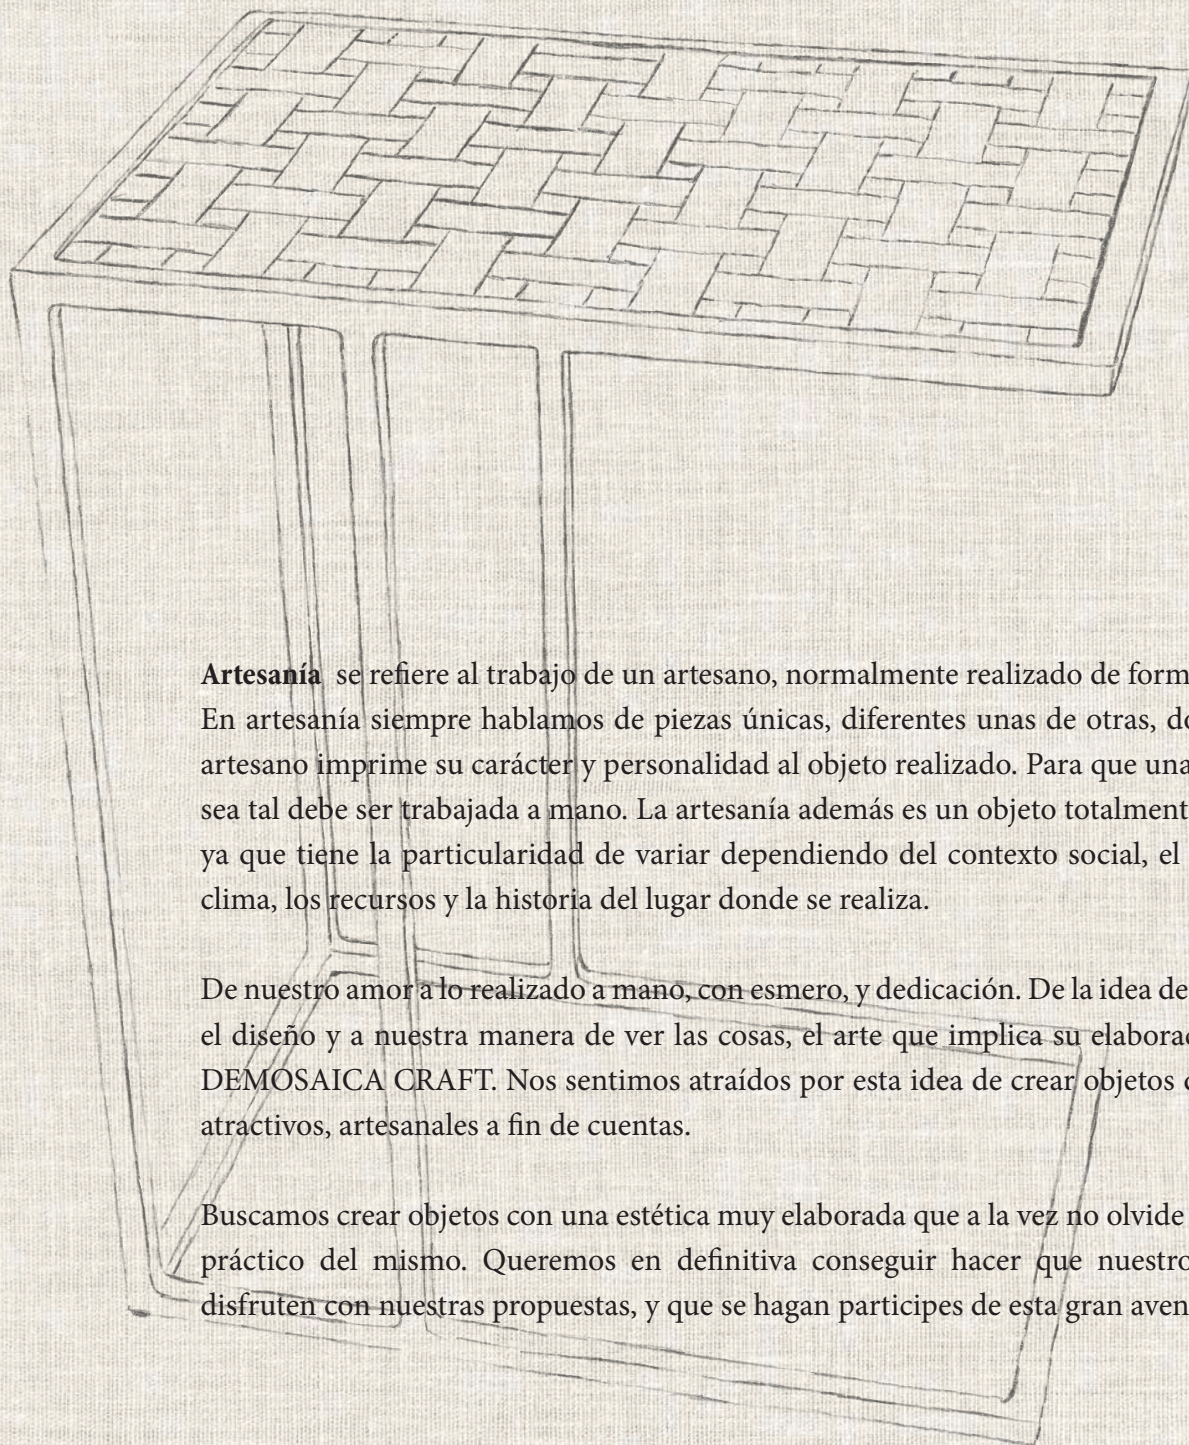 Artesanía se refiere al trabajo de un artesano, normalmente realizado de form
En artesanía siempre hablamos de piezas únicas, diferentes unas de otras, do
artesano imprime su carácter y personalidad al objeto realizado. Para que una
sea tal debe ser trabajada a mano. La artesanía además es un objeto totalment
ya que tiene la particularidad de variar dependiendo del contexto social, el
clima, los recursos y la historia del lugar donde se realiza.
De nuestro amor a lo realizado a mano, con esmero, y dedicación. De la idea de
el diseño y a nuestra manera de ver las cosas, el arte que implica su elaborac
DEMOSAICA CRAFT. Nos sentimos atraídos por esta idea de crear objetos
atractivos, artesanales a fin de cuentas.
Buscamos crear objetos con una estética muy elaborada que a la vez no olvide
práctico del mismo. Queremos en definitiva conseguir hacer que nuestro
disfruten con nuestras propuestas, y que se hagan participes de esta gran aven